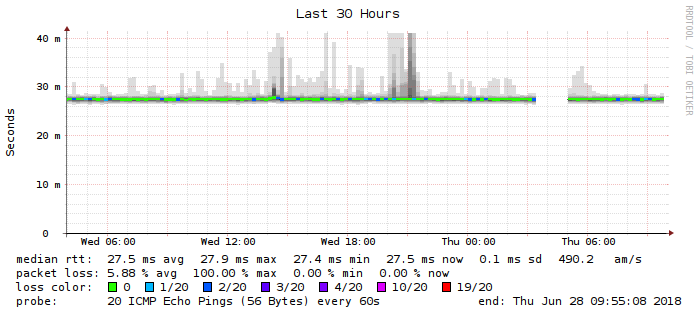 Last 30 Hours
RRDTOOL / TOBI OETIKER
Seconds
40 m
30 m
20 m
10 m
0
Wed 06:00 Wed 12:00 Wed 18:00 Thu 00:00 Thu 06:00
median rtt: 27.5 ms avg 27.9 ms max 27.4 ms min 27.5 ms now 0.1 ms sd 490.2 am/s
packet loss: 5.88 % avg 100.00 % max 0.00 % min 0.00 % now
loss color: 0 1/20 2/20 3/20 4/20 10/20 19/20
probe: 20 ICMP Echo Pings (56 Bytes) every 60s end: Thu Jun 28 09:55:08 2018